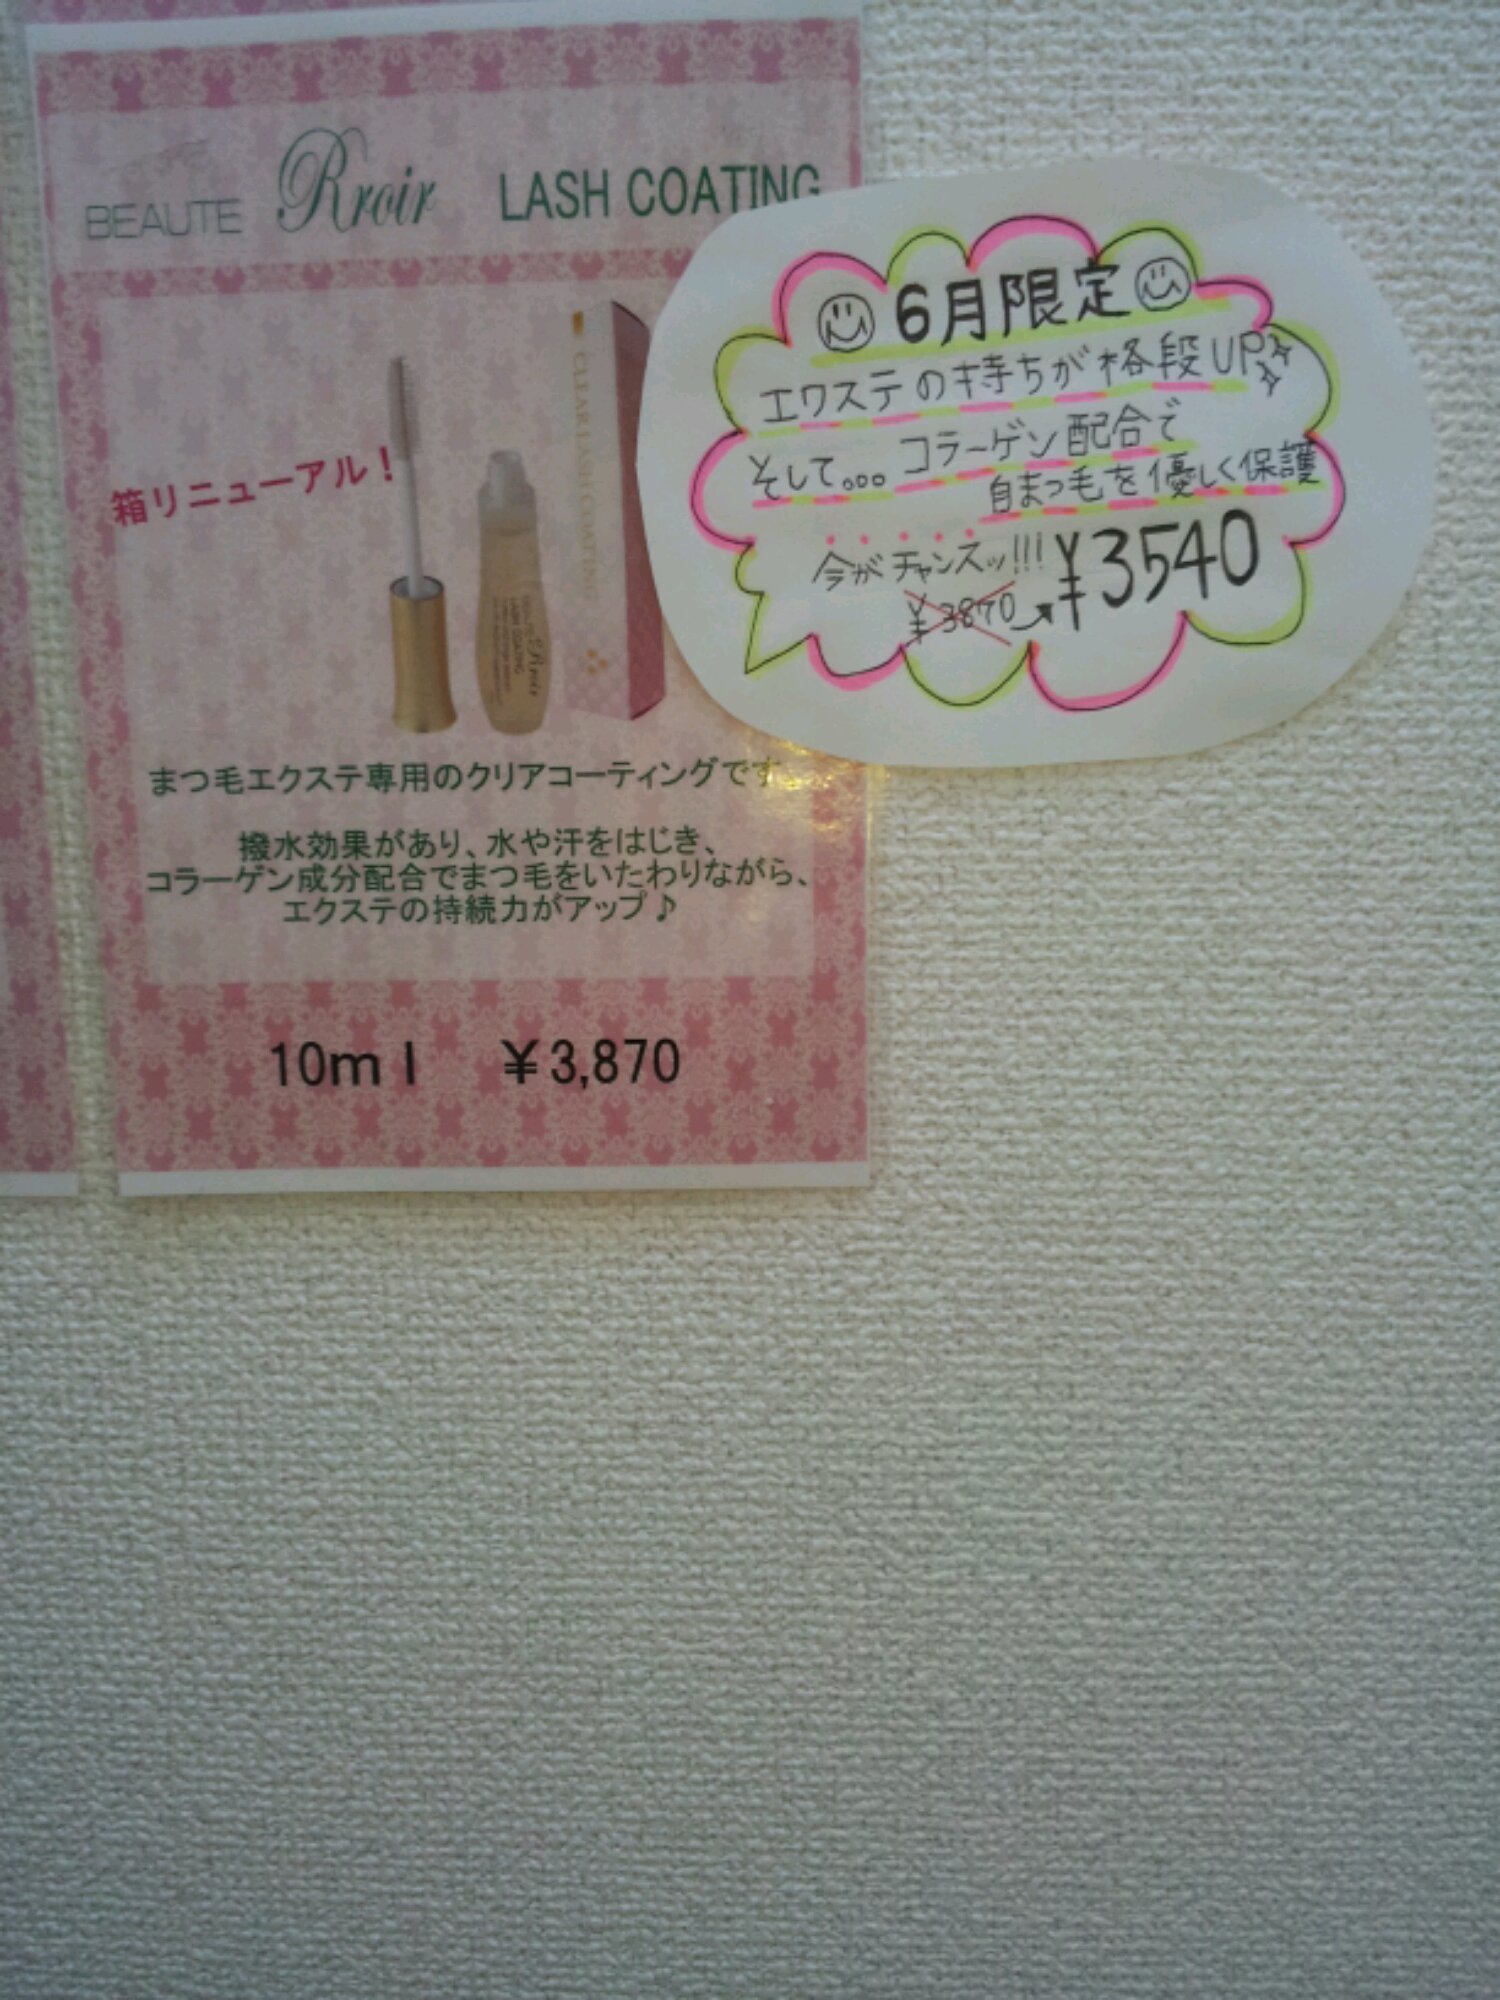 BEAUTE Rroir LASH COATING
箱リニューアル！
CLEAR LASH COATING
LASH COATING
Rroir
まつ毛エクステ専用のクリアコーティングです
撥水効果があり、水や汗をはじき、
コラーゲン成分配合でまつ毛をいたわりながら、
エクステの持続力がアップ♪
10ml ￥3,870
6月限定
エクステの持ちが格段UP
そして。。。コラーゲン配合で
自まつ毛を優しく保護
今がチャンスッ!!!
¥3870→¥3540